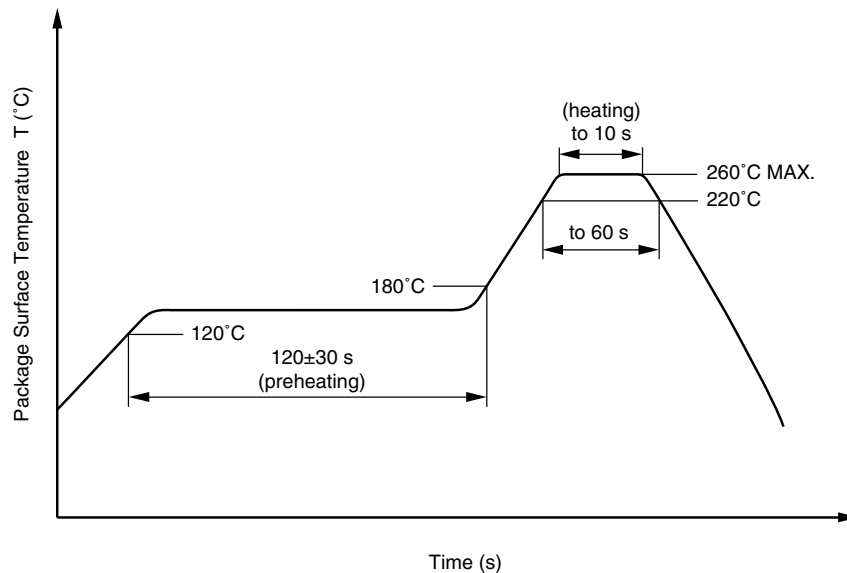 Package Surface Temperature T (˚C)
(heating)
to 10 s
260˚C MAX.
220˚C
to 60 s
180˚C
120˚C
120±30 s
(preheating)
Time (s)